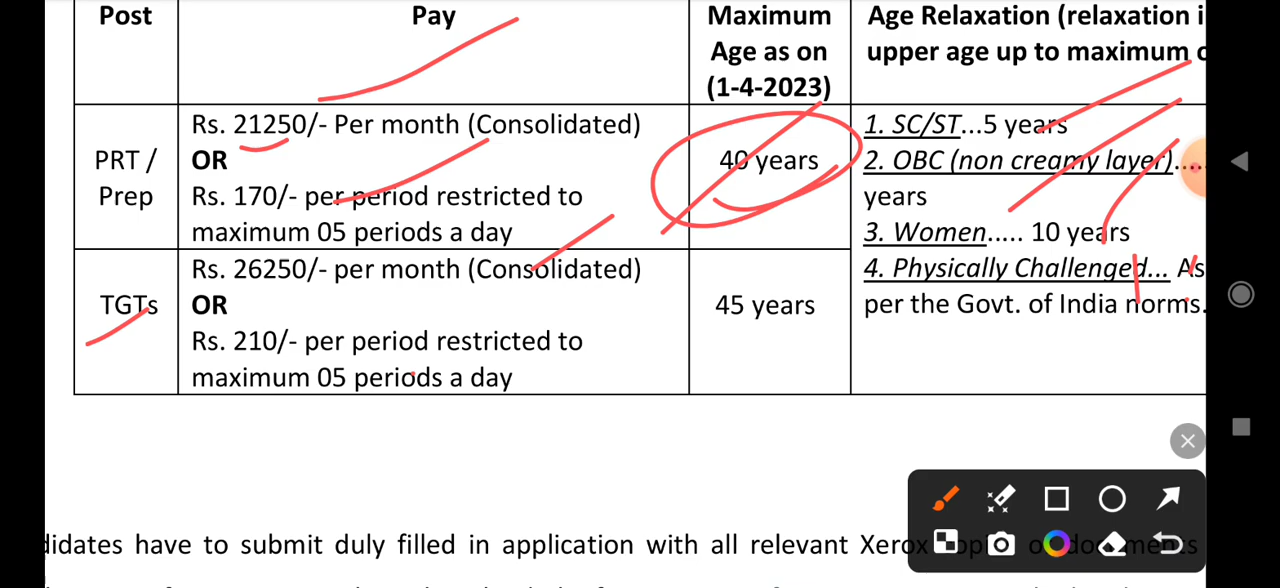 Post
Pay
Maximum
Age as on
(1-4-2023)
Age Relaxation (relaxation i
upper age up to maximum
PRT /
Prep
Rs. 21250/- Per month (Consolidated)
OR
Rs. 170/- per period restricted to
maximum 05 periods a day
40 years
1. SC/ST...5 years
2. OBC (non creamy layer)....
years
3. Women..... 10 years
4. Physically Challenged... As
per the Govt. of India norms.
TGTs
Rs. 26250/- per month (Consolidated)
OR
Rs. 210/- per period restricted to
maximum 05 periods a day
45 years
didates have to submit duly filled in application with all relevant Xerox